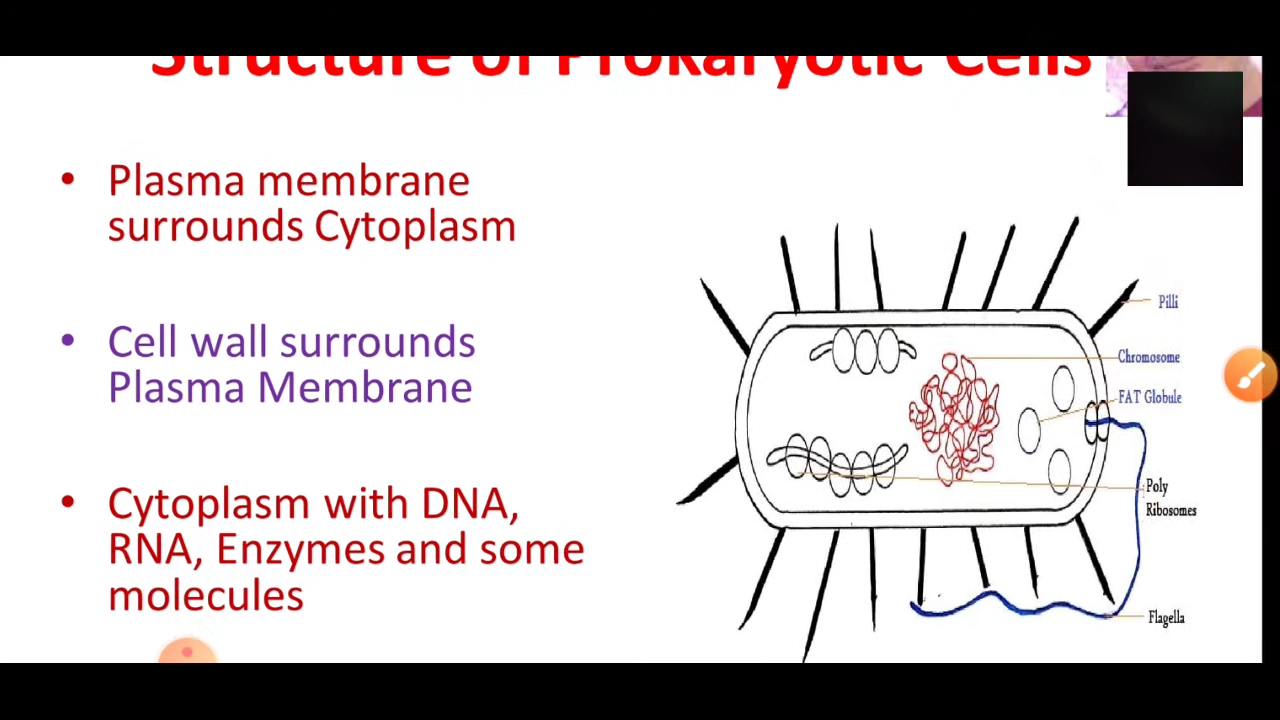 Structure of Prokaryotic Cells
• Plasma membrane
surrounds Cytoplasm
• Cell wall surrounds
Plasma Membrane
• Cytoplasm with DNA,
RNA, Enzymes and some
molecules
Pilli
Chromosome
FAT Globule
Poly
Ribosomes
Flagella